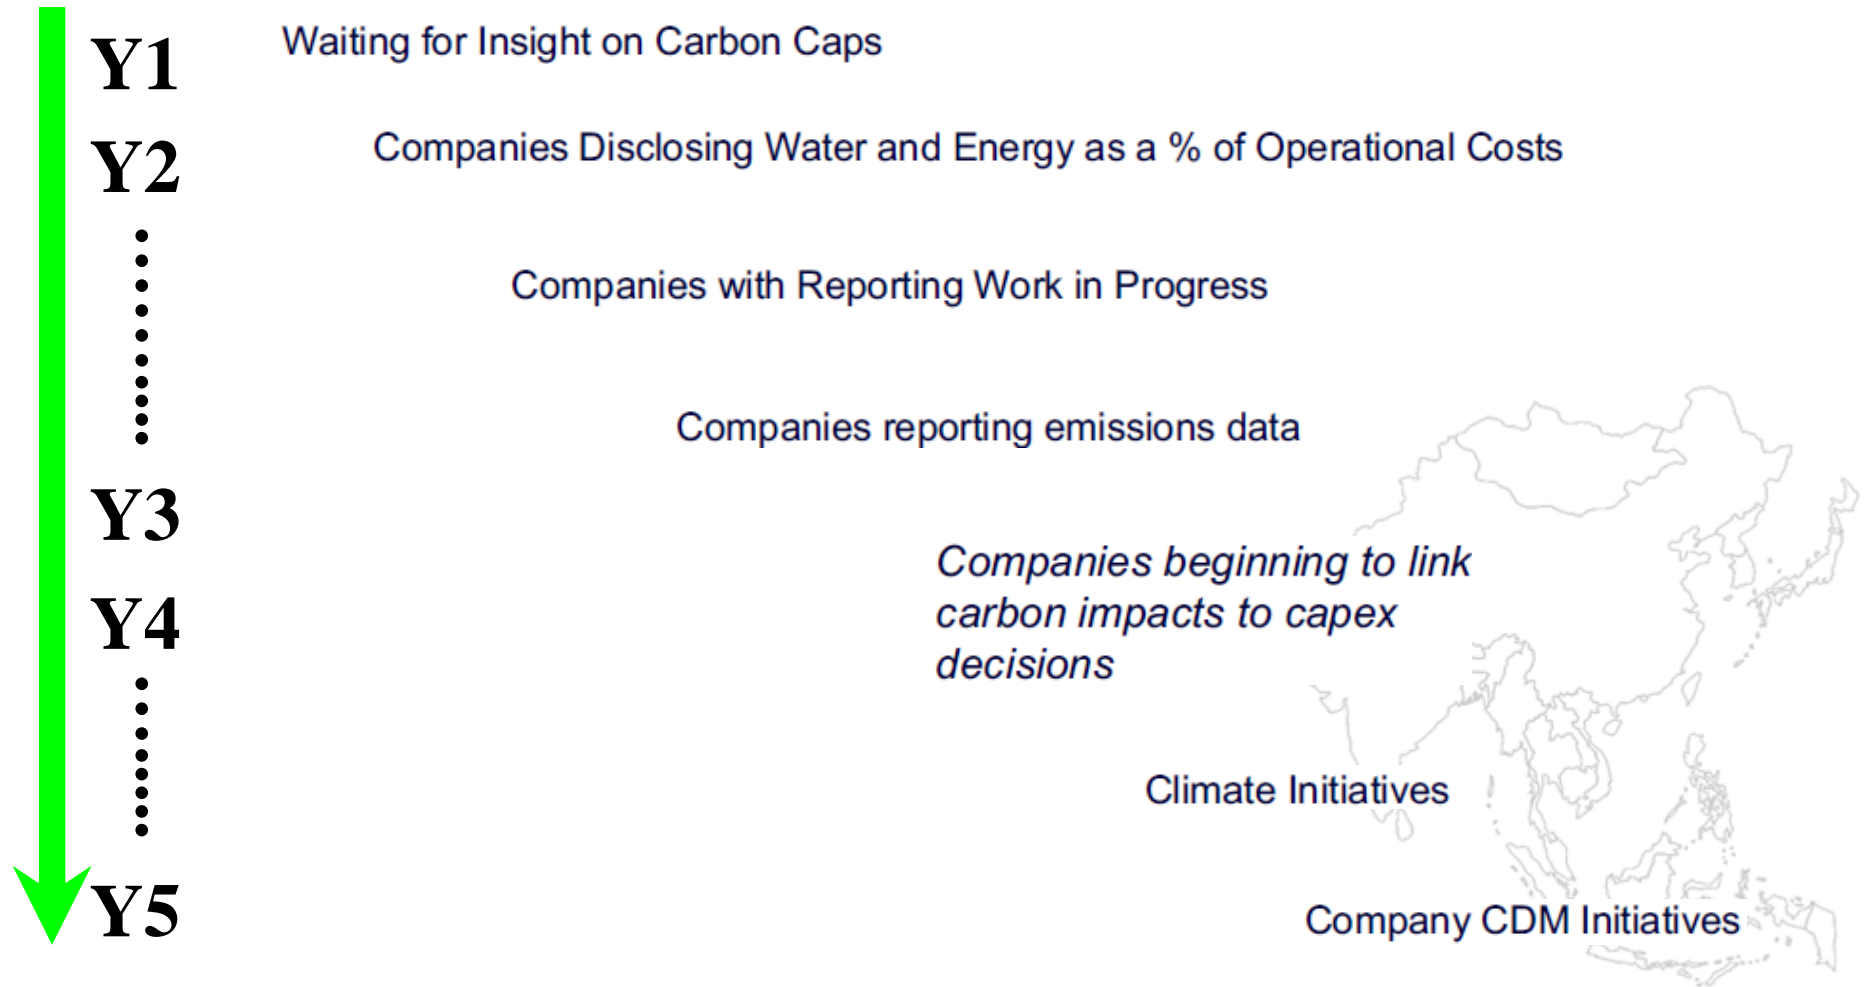 Y1
Waiting for Insight on Carbon Caps
Y2
Companies Disclosing Water and Energy as a % of Operational Costs
Companies with Reporting Work in Progress
Companies reporting emissions data
Y3
Companies beginning to link
carbon impacts to capex
decisions
Y4
Climate Initiatives
Y5
Company CDM Initiatives